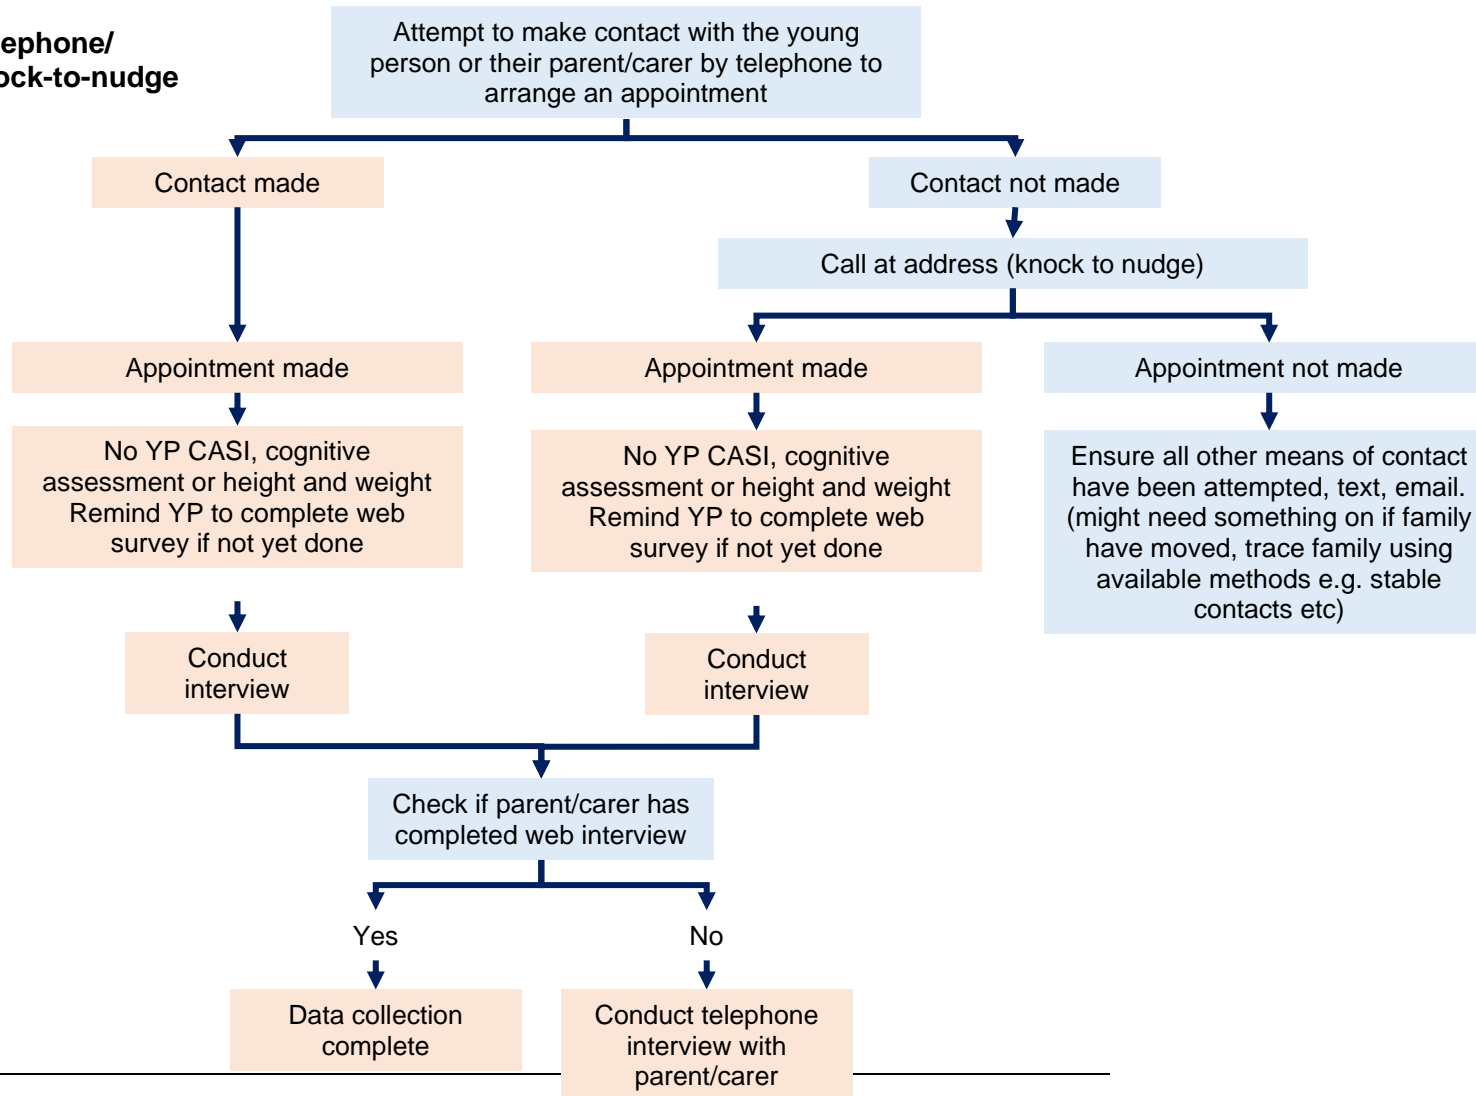 ephone/
ock-to-nudge
Attempt to make contact with the young
person or their parent/carer by telephone to
arrange an appointment
Contact made
Contact not made
Call at address (knock to nudge)
Appointment made
Appointment made
Appointment not made
No YP CASI, cognitive
assessment or height and weight
Remind YP to complete web
survey if not yet done
No YP CASI, cognitive
assessment or height and weight
Remind YP to complete web
survey if not yet done
Ensure all other means of contact
have been attempted, text, email.
(might need something on if family
have moved, trace family using
available methods e.g. stable
contacts etc)
Conduct
interview
Conduct
interview
Check if parent/carer has
completed web interview
Yes
No
Data collection
complete
Conduct telephone
interview with
parent/carer